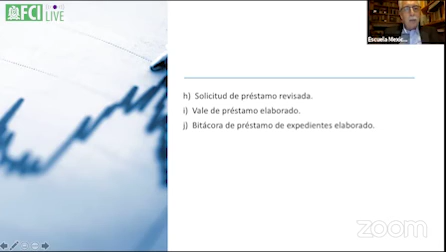 FCI
LIVE
Escuela Mexic...
h) Solicitud de préstamo revisada.
i) Vale de préstamo elaborado.
j) Bitácora de préstamo de expedientes elaborado.
zoom